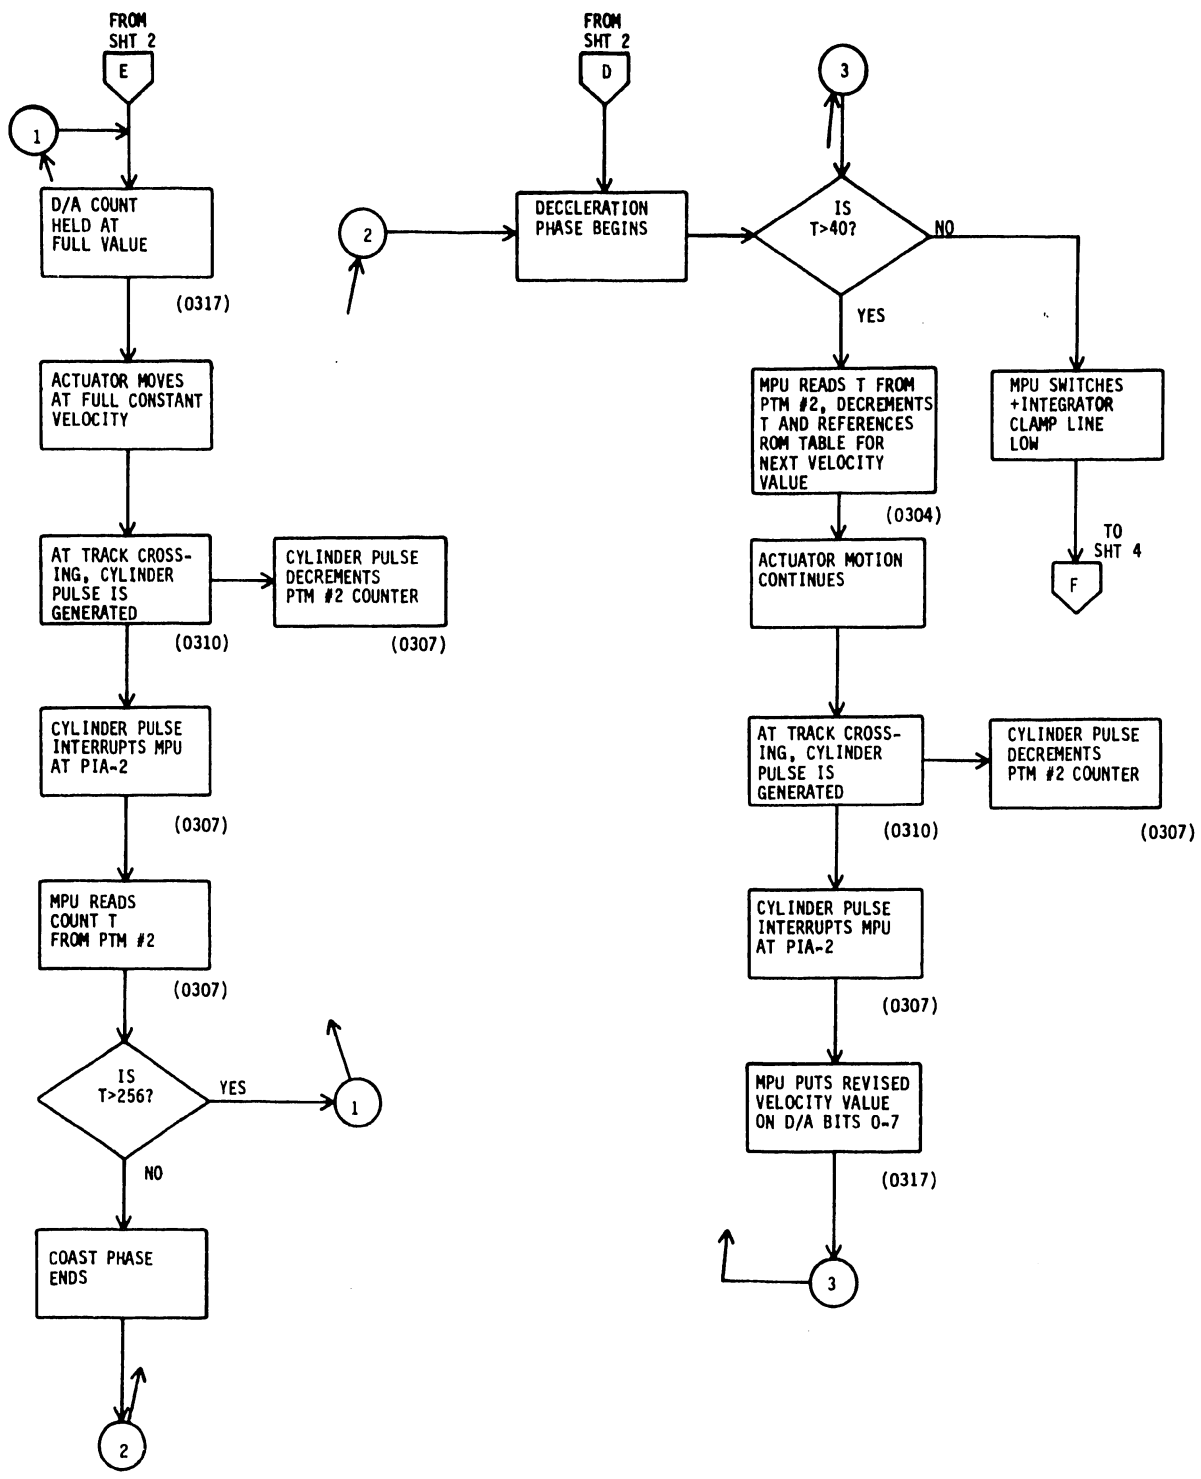 FROM
SHT 2
E
1
D/A COUNT
HELD AT
FULL VALUE
(0317)
ACTUATOR MOVES
AT FULL CONSTANT
VELOCITY
AT TRACK CROSS-
ING, CYLINDER
PULSE IS
GENERATED
(0310)
CYLINDER PULSE
DECREMENTS
PTM #2 COUNTER
(0307)
CYLINDER PULSE
INTERRUPTS MPU
AT PIA-2
(0307)
MPU READS
COUNT T
FROM PTM #2
(0307)
IS
T>256?
YES
1
NO
COAST PHASE
ENDS
2
FROM
SHT 2
D
2
DECELERATION
PHASE BEGINS
3
IS
T>40?
NO
YES
MPU READS T FROM
PTM #2, DECREMENTS
T AND REFERENCES
ROM TABLE FOR
NEXT VELOCITY
VALUE
(0304)
MPU SWITCHES
+INTEGRATOR
CLAMP LINE
LOW
TO
SHT 4
F
ACTUATOR MOTION
CONTINUES
AT TRACK CROSS-
ING, CYLINDER
PULSE IS
GENERATED
(0310)
CYLINDER PULSE
DECREMENTS
PTM #2 COUNTER
(0307)
CYLINDER PULSE
INTERRUPTS MPU
AT PIA-2
(0307)
MPU PUTS REVISED
VELOCITY VALUE
ON D/A BITS 0-7
(0317)
3